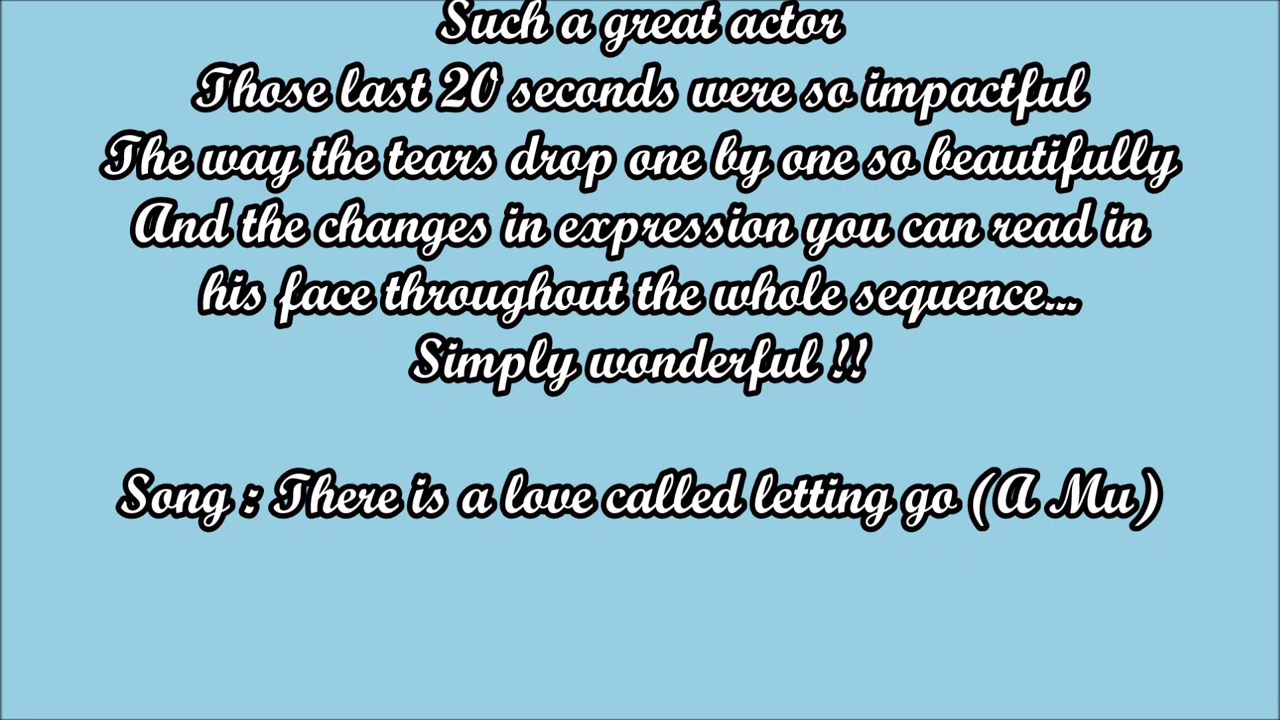 Such a great actor
Those last 20 seconds were so impactful
The way the tears drop one by one so beautifully
And the changes in expression you can read in
his face throughout the whole sequence...
Simply wonderful !!
Song : There is a love called letting go (A Mu)